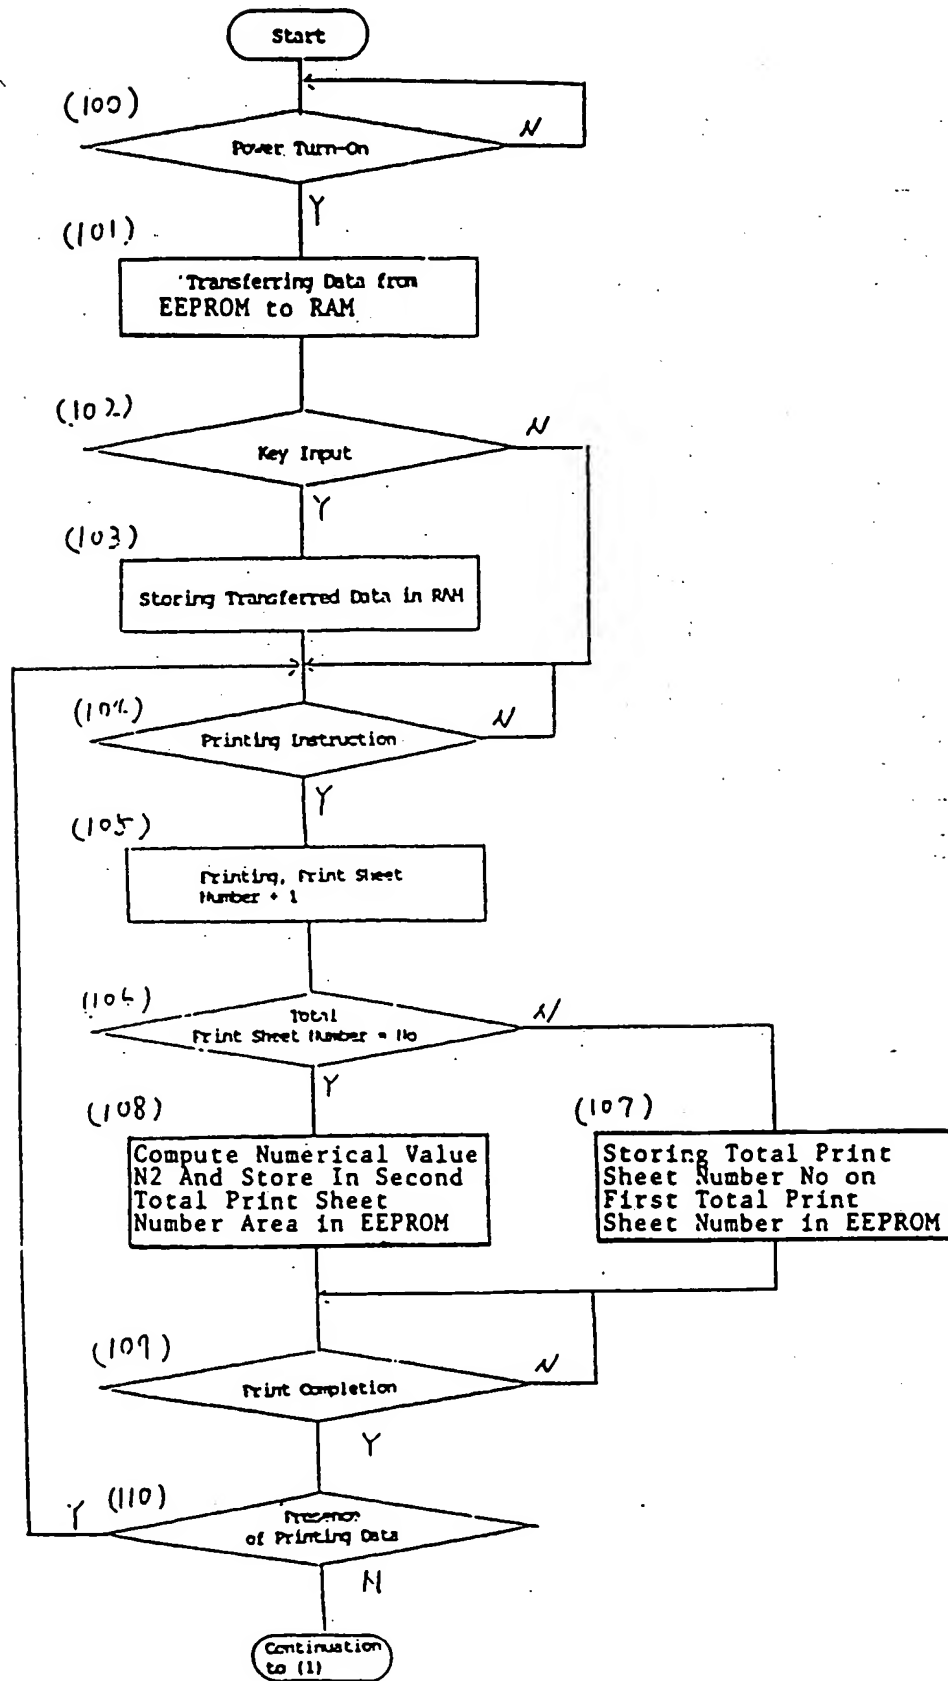 Start
(100)
Power Turn-On
N
Y
(101)
Transferring Data from
EEPROM to RAM
(102)
Key Input
N
Y
(103)
Storing Transferred Data in RAM
(104)
Printing Instruction
N
Y
(105)
Printing, Print Sheet
Number + 1
(106)
Total
Print Sheet Number = No
N
Y
(108)
Compute Numerical Value
N2 And Store In Second
Total Print Sheet
Number Area in EEPROM
(107)
Storing Total Print
Sheet Number No on
First Total Print
Sheet Number in EEPROM
(109)
Print Completion
N
Y
(110)
Y
Presence
of Printing Data
N
Continuation
to (1)